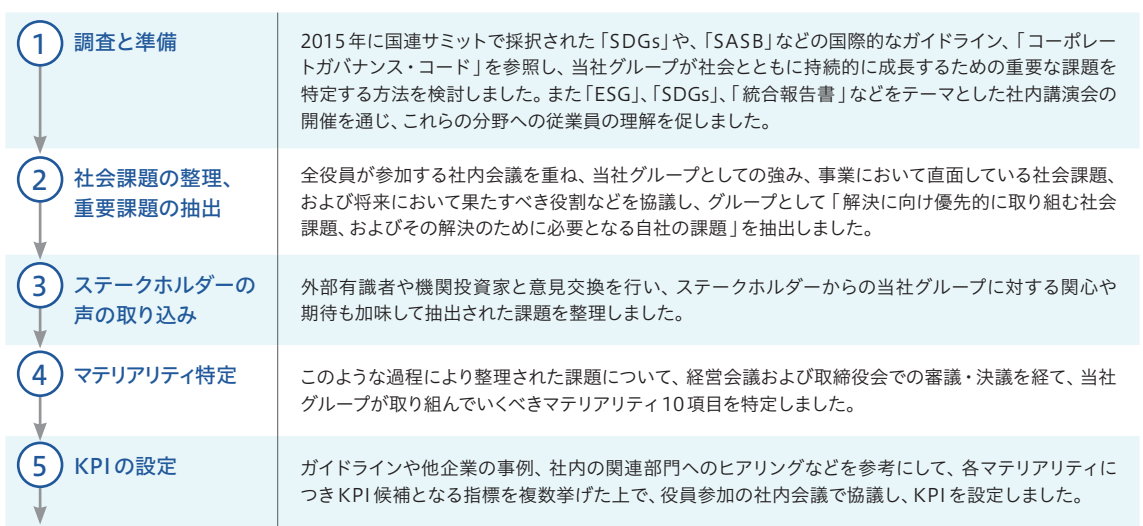 1 調査と準備
2015年に国連サミットで採択された「SDGs」や、「SASB」などの国際的なガイドライン、「コーポレー
トガバナンス・コード」を参照し、当社グループが社会とともに持続的に成長するための重要な課題を
特定する方法を検討しました。また「ESG」、「SDGs」、「統合報告書」などをテーマとした社内講演会の
開催を通じ、これらの分野への従業員の理解を促しました。
2 社会課題の整理、
重要課題の抽出
全役員が参加する社内会議を重ね、当社グループとしての強み、事業において直面している社会課題、
および将来において果たすべき役割などを協議し、グループとして「解決に向け優先的に取り組む社会
課題、およびその解決のために必要となる自社の課題」を抽出しました。
3 ステークホルダーの
声の取り込み
外部有識者や機関投資家と意見交換を行い、ステークホルダーからの当社グループに対する関心や
期待も加味して抽出された課題を整理しました。
4 マテリアリティ特定
このような過程により整理された課題について、経営会議および取締役会での審議・決議を経て、当社
グループが取り組んでいくべきマテリアリティ10項目を特定しました。
5 KPIの設定
ガイドラインや他企業の事例、社内の関連部門へのヒアリングなどを参考にして、各マテリアリティに
つきKPI候補となる指標を複数挙げた上で、役員参加の社内会議で協議し、KPIを設定しました。